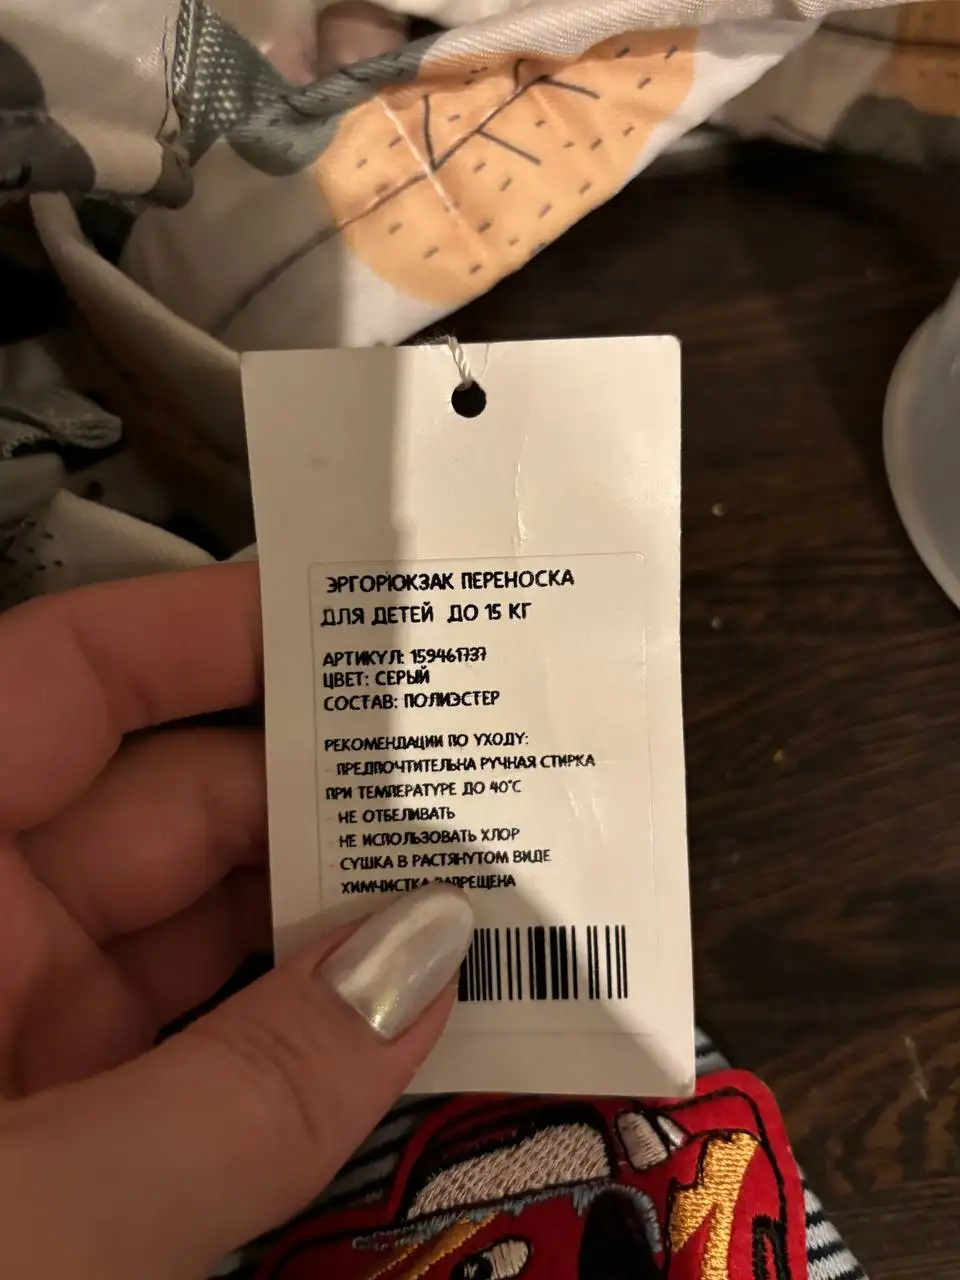 ЭРГОРЮКЗАК ПЕРЕНОСКА
ДЛЯ ДЕТЕЙ ДО 15 КГ
АРТИКУЛ: 159461737
ЦВЕТ: СЕРЫЙ
СОСТАВ: ПОЛИЭСТЕР
РЕКОМЕНДАЦИИ ПО УХОДУ:
- ПРЕДПОЧТИТЕЛЬНА РУЧНАЯ СТИРКА
ПРИ ТЕМПЕРАТУРЕ ДО 40°С
- НЕ ОТБЕЛИВАТЬ
- НЕ ИСПОЛЬЗОВАТЬ ХЛОР
- СУШКА В РАСТЯНУТОМ ВИДЕ
ХИМЧИСТКА ЗАПРЕЩЕНА